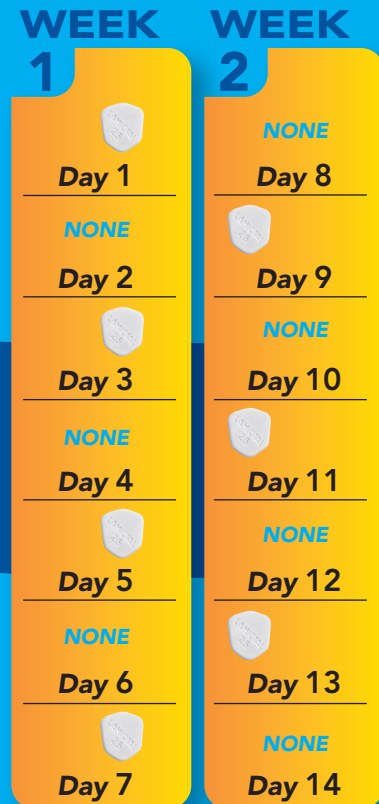 WEEK
1
Day 1
NONE
Day 2
Day 3
NONE
Day 4
Day 5
NONE
Day 6
Day 7
WEEK
2
NONE
Day 8
Day 9
NONE
Day 10
Day 11
NONE
Day 12
Day 13
NONE
Day 14